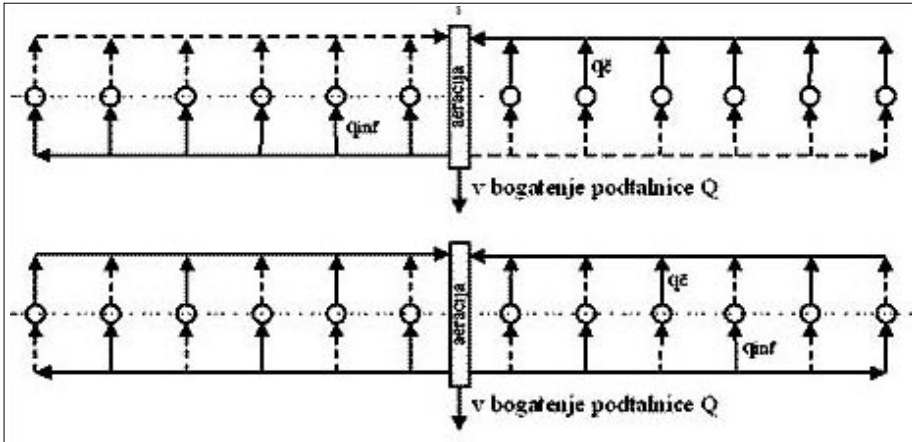 qč
aeracija
qinf
v bogatenje podtalnice Q
qč
aeracija
qinf
v bogatenje podtalnice Q